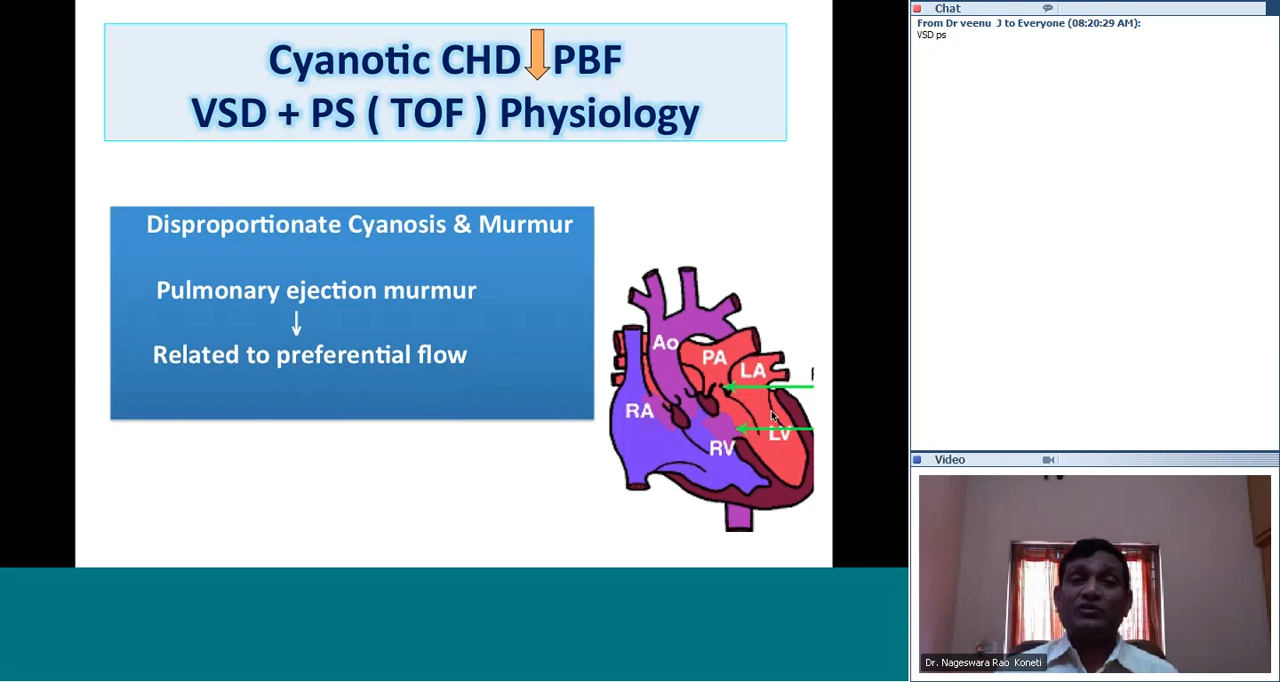 Cyanotic CHD PBF
VSD + PS ( TOF ) Physiology
Disproportionate Cyanosis & Murmur
Pulmonary ejection murmur
Related to preferential flow
Ao
PA
LA
RA
RV
LV
Chat
From Dr veenu J to Everyone (08:20:29 AM):
VSD ps
Video
Dr. Nageswara Rao Koneti